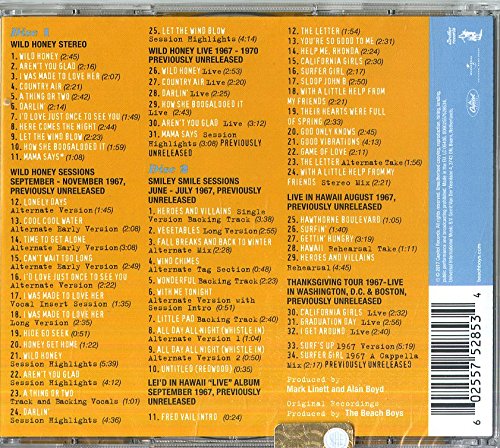 Disc 1
WILD HONEY STEREO
1. WILD HONEY (2:45)
2. AREN'T YOU GLAD (2:16)
3. I WAS MADE TO LOVE HER (2:07)
4. COUNTRY AIR (2:21)
5. A THING OR TWO (2:42)
6. DARLIN' (2:14)
7. I'D LOVE JUST ONCE TO SEE YOU (1:49)
8. HERE COMES THE NIGHT (2:44)
9. LET THE WIND BLOW (2:23)
10. HOW SHE BOOGALOOED IT (1:59)
11. MAMA SAYS* (1:08)
WILD HONEY SESSIONS
SEPTEMBER - NOVEMBER 1967,
PREVIOUSLY UNRELEASED
12. LONELY DAYS
Alternate Version (1:45)
13. COOL COOL WATER
Alternate Early Version (2:08)
14. TIME TO GET ALONE
Alternate Early Version (3:08)
15. CAN'T WAIT TOO LONG
Alternate Early Version (2:49)
16. I'D LOVE JUST ONCE TO SEE YOU
Alternate Version (2:22)
17. I WAS MADE TO LOVE HER
Vocal Insert Session (1:35)
18. I WAS MADE TO LOVE HER
Long Version (2:35)
19. HIDE GO SEEK (0:51)
20. HONEY GET HOME (1:22)
21. WILD HONEY
Session Highlights (5:39)
22. AREN'T YOU GLAD
Session Highlights (4:12)
23. A THING OR TWO
Track and Backing Vocals (1:01)
24. DARLIN'
Session Highlights (4:36)
25. LET THE WIND BLOW
Session Highlights (4:14)
WILD HONEY LIVE 1967 - 1970
PREVIOUSLY UNRELEASED
26. WILD HONEY Live (2:53)
27. COUNTRY AIR Live (2:20)
28. DARLIN' Live (2:25)
29. HOW SHE BOOGALOOED IT
Live (2:43)
30. AREN'T YOU GLAD Live (3:12)
31. MAMA SAYS Session
Highlights (3:08) PREVIOUSLY
UNRELEASED
Disc 2
SMILEY SMILE SESSIONS
JUNE - JULY 1967, PREVIOUSLY
UNRELEASED
1. HEROES AND VILLAINS Single
Version Backing Track (3:38)
2. VEGETABLES Long Version (2:55)
3. FALL BREAKS AND BACK TO WINTER
Alternate Mix (2:28)
4. WIND CHIMES
Alternate Tag Section (0:48)
5. WONDERFUL Backing Track (2:23)
6. WITH ME TONIGHT
Alternate Version with
Session Intro (0:51)
7. LITTLE PAD Backing Track (2:40)
8. ALL DAY ALL NIGHT (WHISTLE IN)
Alternate Version 1 (1:04)
9. ALL DAY ALL NIGHT (WHISTLE IN)
Alternate Version 2 (0:50)
10. UNTITLED (REDWOOD) (0:35)
LEI'D IN HAWAII "LIVE" ALBUM
SEPTEMBER 1967, PREVIOUSLY
UNRELEASED
11. FRED VAIL INTRO (0:24)
12. THE LETTER (1:54)
13. YOU'RE SO GOOD TO ME (2:31)
14. HELP ME, RHONDA (2:24)
15. CALIFORNIA GIRLS (2:30)
16. SURFER GIRL (2:17)
17. SLOOP JOHN B (2:50)
18. WITH A LITTLE HELP FROM
MY FRIENDS (2:21)
19. THEIR HEARTS WERE FULL
OF SPRING (2:33)
20. GOD ONLY KNOWS (2:45)
21. GOOD VIBRATIONS (4:13)
22. GAME OF LOVE (2:11)
23. THE LETTER Alternate Take (1:56)
24. WITH A LITTLE HELP FROM MY
FRIENDS Stereo Mix (2:21)
LIVE IN HAWAII AUGUST 1967,
PREVIOUSLY UNRELEASED
25. HAWTHORNE BOULEVARD (1:05)
26. SURFIN' (1:40)
27. GETTIN' HUNGRY (3:19)
28. HAWAII Rehearsal Take (1:11)
29. HEROES AND VILLAINS
Rehearsal (4:45)
THANKSGIVING TOUR 1967-LIVE
IN WASHINGTON, D.C. & BOSTON,
PREVIOUSLY UNRELEASED
30. CALIFORNIA GIRLS Live (2:32)
31. GRADUATION DAY Live (2:56)
32. I GET AROUND Live (2:53)
33. SURF'S UP 1967 Version (5:19)
34. SURFER GIRL 1967 A Cappella
Mix (2:17) PREVIOUSLY UNRELEASED
Produced by
Mark Linett and Alan Boyd
Original Recordings
Produced by The Beach Boys
Capitol
beachboys.com
6 02557 52853 4